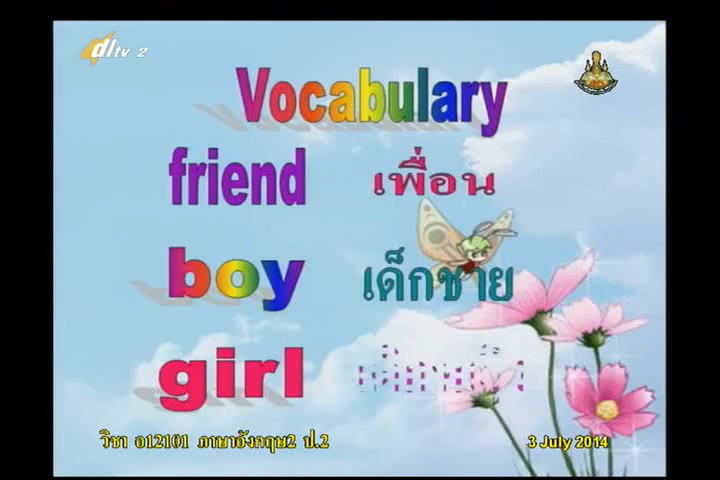 dltv 2
Vocabulary
friend เพื่อน
boy เด็กชาย
girl
วิชา อ12101 ภาษาอังกฤษ2 ป.2
3 July 2014